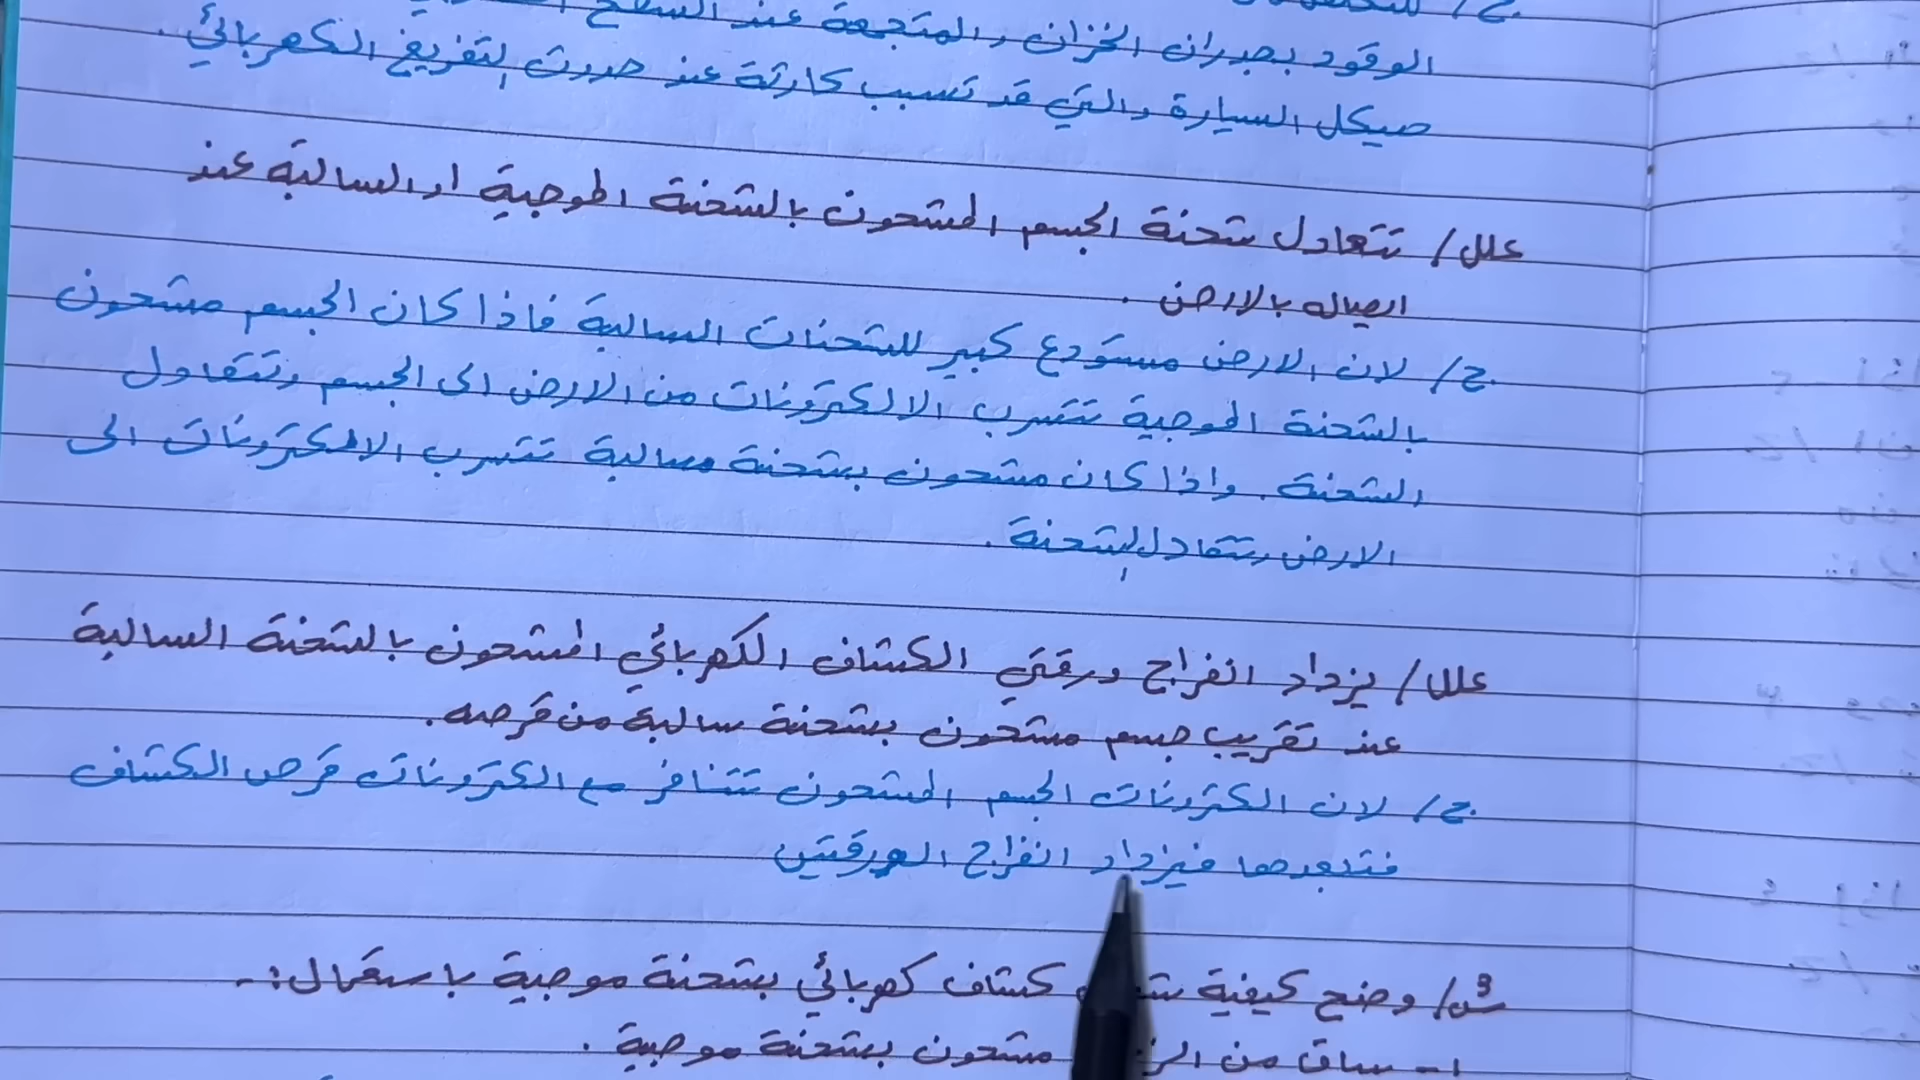 ج/
الوقود بجدران الخزان والمتجمعة عند السطح
هيكل السيارة والتي قد تسبب كارثة عند حدوث التفريغ الكهربائي.
علل/ تتعادل شحنة الجسم المشحون بالشحنة الموجبة او السالبة عند
ايصاله بالارض.
ج/ لان الارض مستودع كبير للشحنات السالبة فاذا كان الجسم مشحون
بالشحنة الموجبة تتسرب الالكترونات من الارض الى الجسم وتتعادل
الشحنة. واذا كان مشحون بشحنة سالبة تتسرب الالكترونات الى
الارض وتتعادل الشحنة.
علل/ يزداد انفراج ورقتي الكشاف الكهربائي المشحون بالشحنة السالبة
عند تقريب جسم مشحون بشحنة سالبة من قرصه.
ج/ لان الكترونات الجسم المشحون تتنافر مع الكترونات قرص الكشاف
فتبعدها فيزداد انفراج الورقتين
س3/ وضح كيفية كشاف كهربائي بشحنة موجبة باستعمال:-
1- ساق من مشحون بشحنة موجبة.